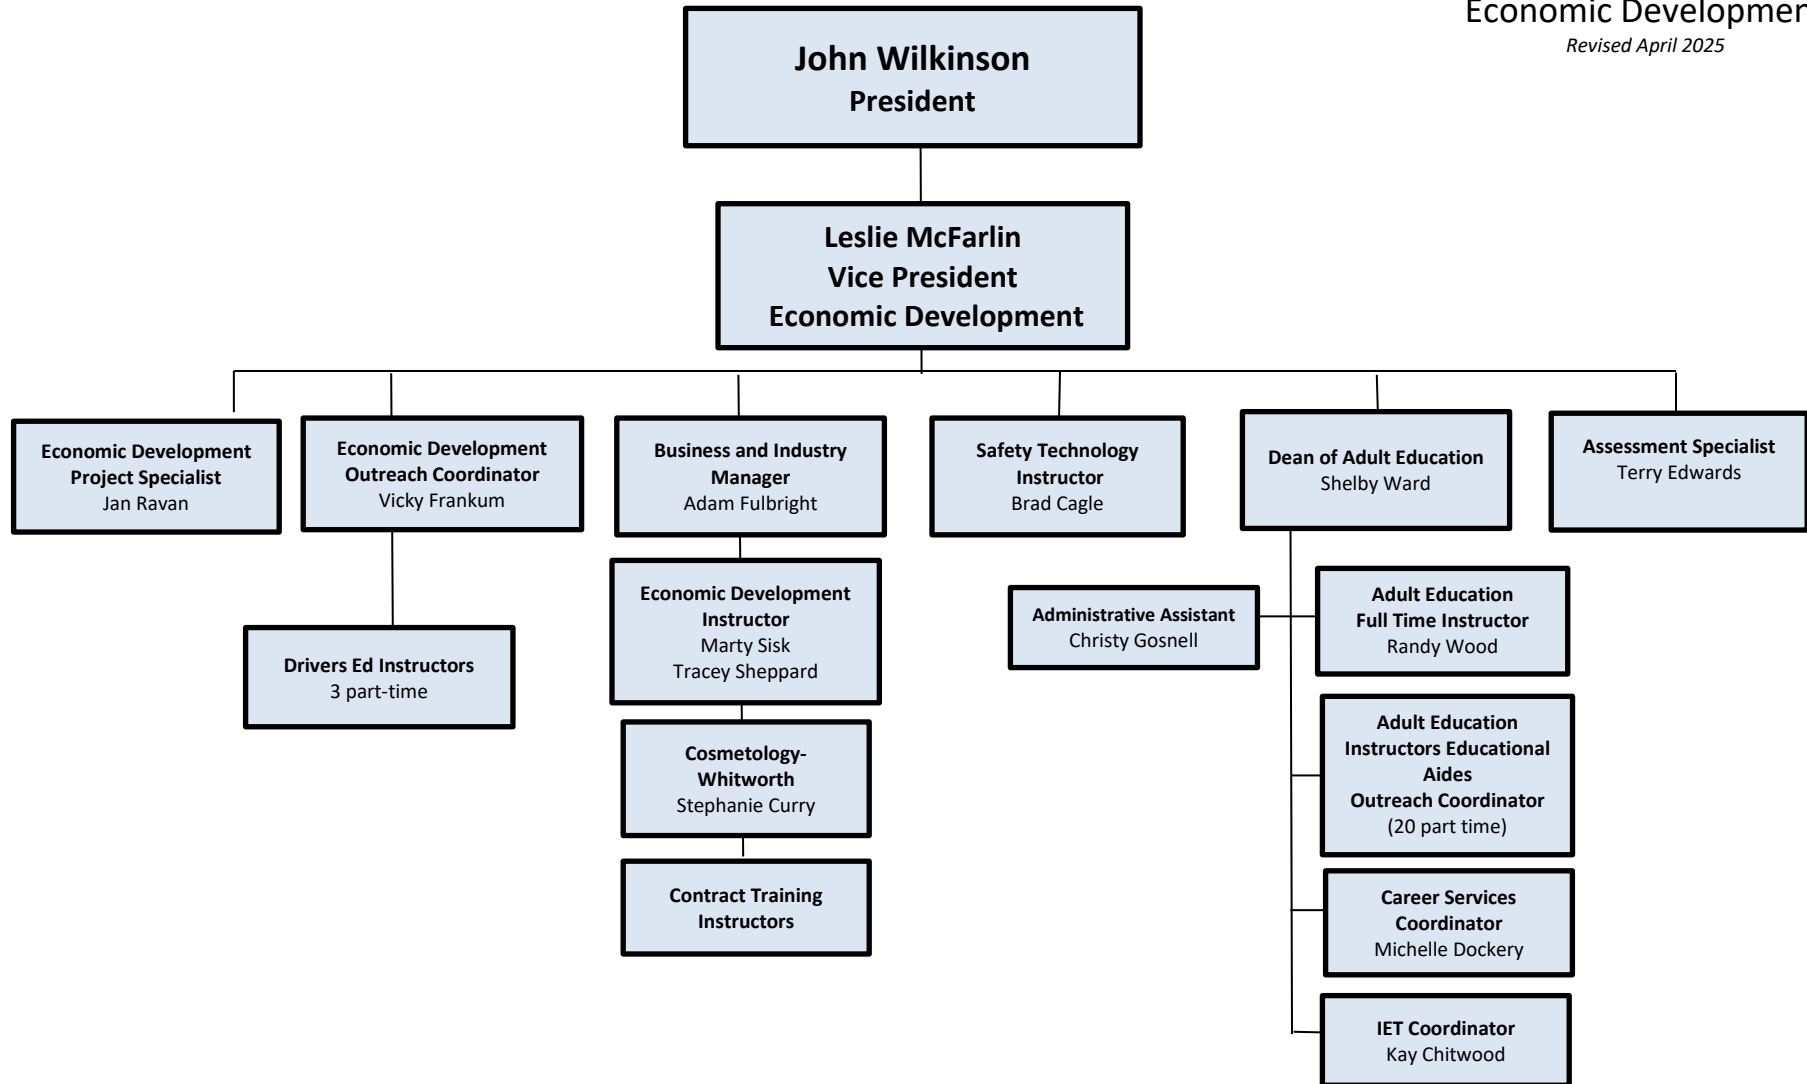 Economic Developmen
Revised April 2025
John Wilkinson
President
Leslie McFarlin
Vice President
Economic Development
Economic Development
Project Specialist
Jan Ravan
Economic Development
Outreach Coordinator
Vicky Frankum
Business and Industry
Manager
Adam Fulbright
Safety Technology
Instructor
Brad Cagle
Dean of Adult Education
Shelby Ward
Assessment Specialist
Terry Edwards
Drivers Ed Instructors
3 part-time
Economic Development
Instructor
Marty Sisk
Tracey Sheppard
Cosmetology-
Whitworth
Stephanie Curry
Contract Training
Instructors
Administrative Assistant
Christy Gosnell
Adult Education
Full Time Instructor
Randy Wood
Adult Education
Instructors Educational
Aides
Outreach Coordinator
(20 part time)
Career Services
Coordinator
Michelle Dockery
IET Coordinator
Kay Chitwood